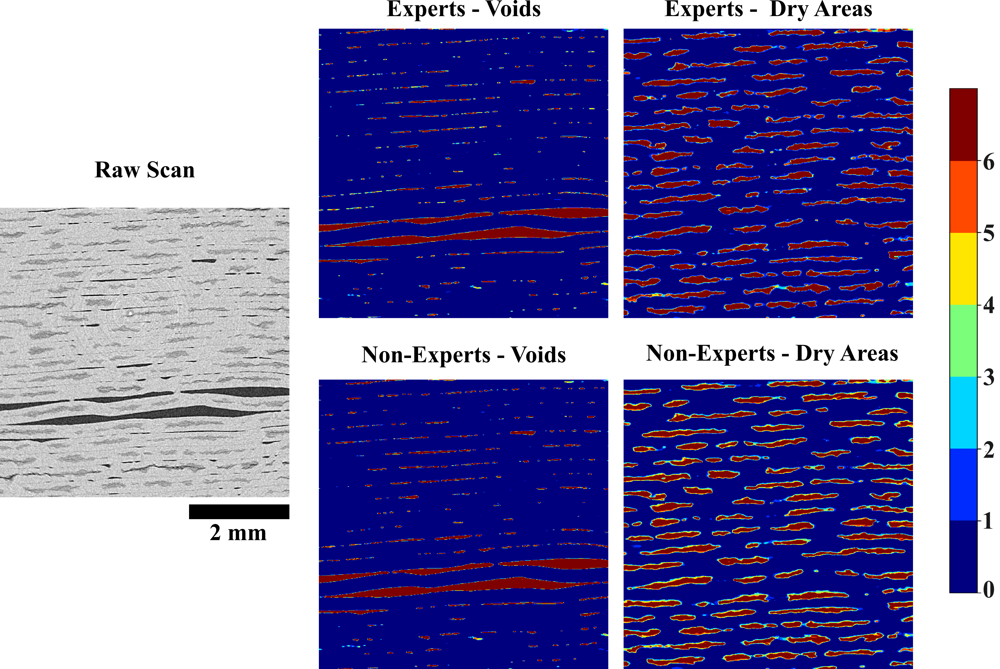 Experts - Voids
Experts - Dry Areas
Raw Scan
2 mm
Non-Experts - Voids
Non-Experts - Dry Areas
6
5
4
3
2
1
0